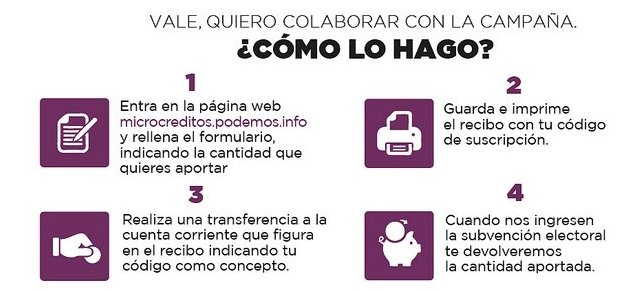 VALE, QUIERO COLABORAR CON LA CAMPAÑA.
¿CÓMO LO HAGO?
1
Entra en la página web
microcreditos.podemos.info
y rellena el formulario,
indicando la cantidad que
quieres aportar
2
Guarda e imprime
el recibo con tu código
de suscripción.
3
Realiza una transferencia a la
cuenta corriente que figura
en el recibo indicando tu
código como concepto.
4
Cuando nos ingresen
la subvención electoral
te devolveremos
la cantidad aportada.